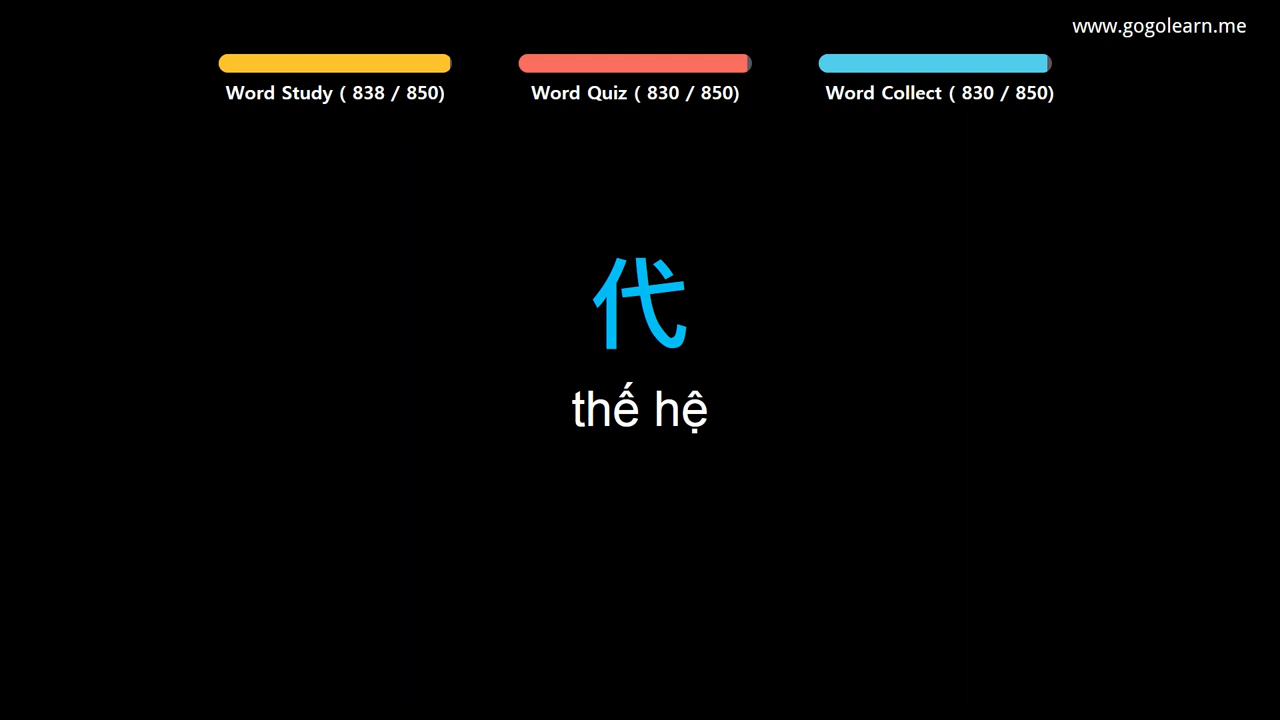 www.gogolearn.me
Word Study ( 838 / 850)
Word Quiz ( 830 / 850)
Word Collect ( 830 / 850)
代
thế hệ